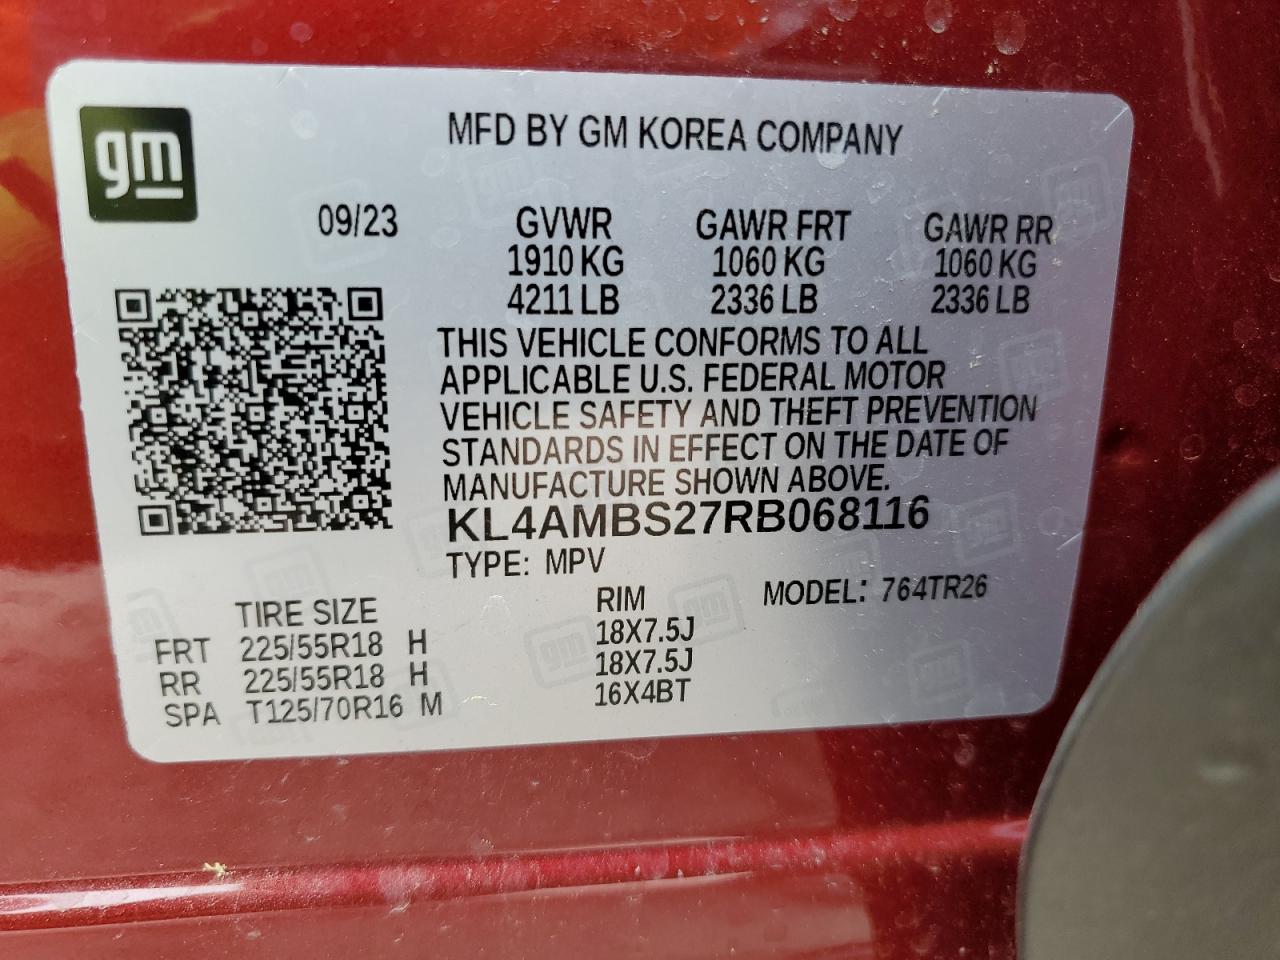 gm
MFD BY GM KOREA COMPANY
09/23 GVWR GAWR FRT GAWR RR
1910 KG 1060 KG 1060 KG
4211 LB 2336 LB 2336 LB
THIS VEHICLE CONFORMS TO ALL
APPLICABLE U.S. FEDERAL MOTOR
VEHICLE SAFETY AND THEFT PREVENTION
STANDARDS IN EFFECT ON THE DATE OF
MANUFACTURE SHOWN ABOVE.
KL4AMBS27RB068116
TYPE: MPV
TIRE SIZE RIM MODEL: 764TR26
FRT 225/55R18 H 18X7.5J
RR 225/55R18 H 18X7.5J
SPA T125/70R16 M 16X4BT